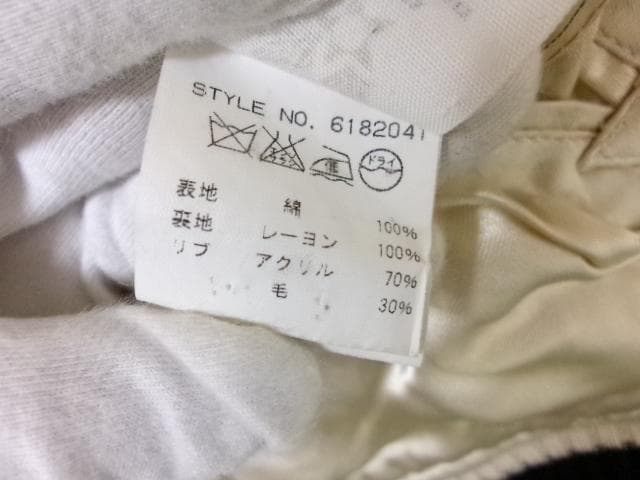 STYLE NO. 6182041
ドライ
表地 綿 100%
裏地 レーヨン 100%
リブ アクリル 70%
毛 30%